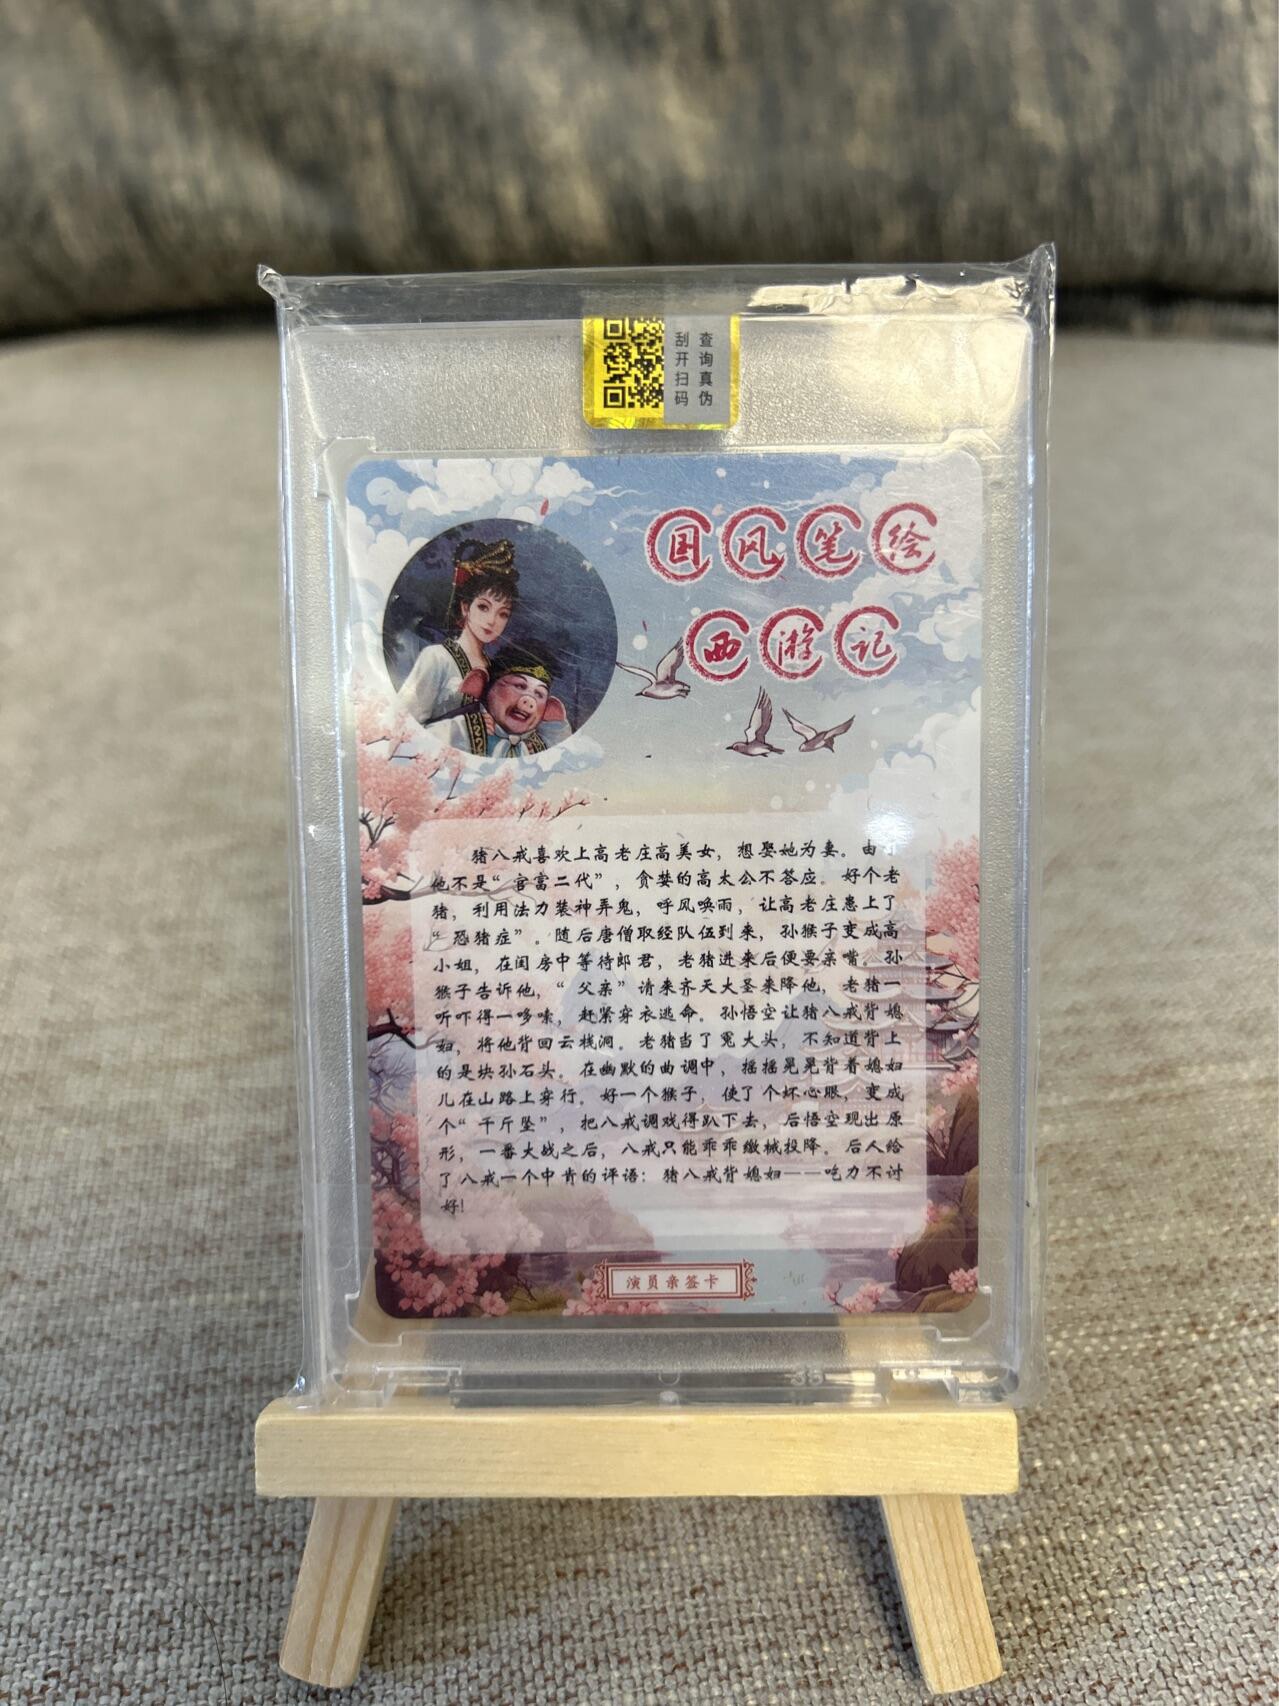 查询真伪
刮开扫码
国风笔绘
西游记
猪八戒喜欢上高老庄高美女，想娶她为妻。由
他不是“官富二代”，贪婪的高太公不答应。好个老
猪，利用法力装神弄鬼，呼风唤雨，让高老庄患上了
“恐猪症”。随后唐僧取经队伍到来，孙猴子变成高
小姐，在闺房中等待郎君，老猪进来后便要亲嘴。孙
猴子告诉他，“父亲”请来齐天大圣来降他，老猪一
听吓得一哆嗦，赶紧穿衣逃命。孙悟空让猪八戒背媳
妇，将他背回云栈洞。老猪当了冤大头，不知道背上
的是块孙石头。在幽默的曲调中，摇摇晃晃背着媳妇
儿在山路上穿行。好一个猴子，使了个坏心眼，变成
个“千斤坠”，把八戒调戏得趴下去，后悟空现出原
形，一番大战之后，八戒只能乖乖缴械投降。后人给
了八戒一个中肯的评语：猪八戒背媳妇——吃力不讨
好！
演员亲签卡